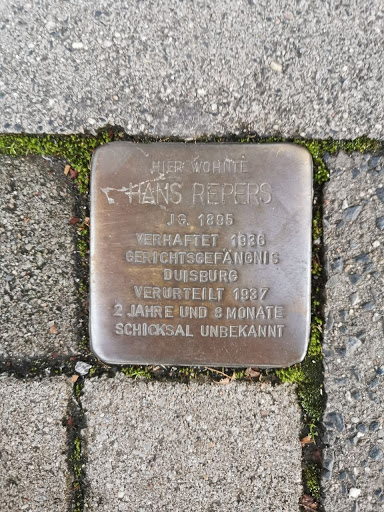 HIER WOHNTE
HANS REPERS
JG. 1895
VERHAFTET 1936
GERICHTSGEFÄNGNIS
DUISBURG
VERURTEILT 1937
2 JAHRE UND 8 MONATE
SCHICKSAL UNBEKANNT